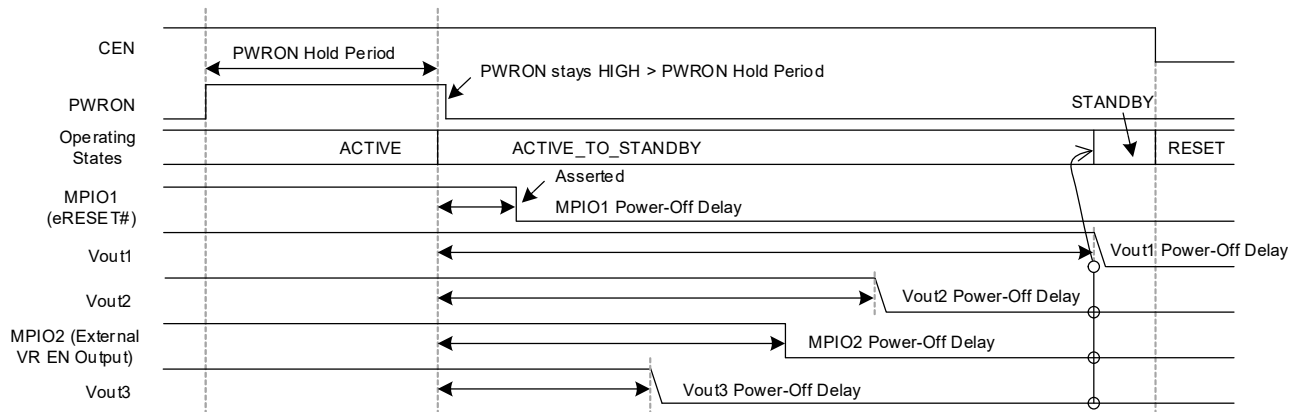 CEN
PWRON Hold Period
PWRON stays HIGH > PWRON Hold Period
PWRON
STANDBY
Operating
States
ACTIVE
ACTIVE_TO_STANDBY
RESET
Asserted
MPIO1
(eRESET#)
MPIO1 Power-Off Delay
Vout1
Vout1 Power-Off Delay
Vout2
Vout2 Power-Off Delay
MPIO2 (External
VR EN Output)
MPIO2 Power-Off Delay
Vout3
Vout3 Power-Off Delay